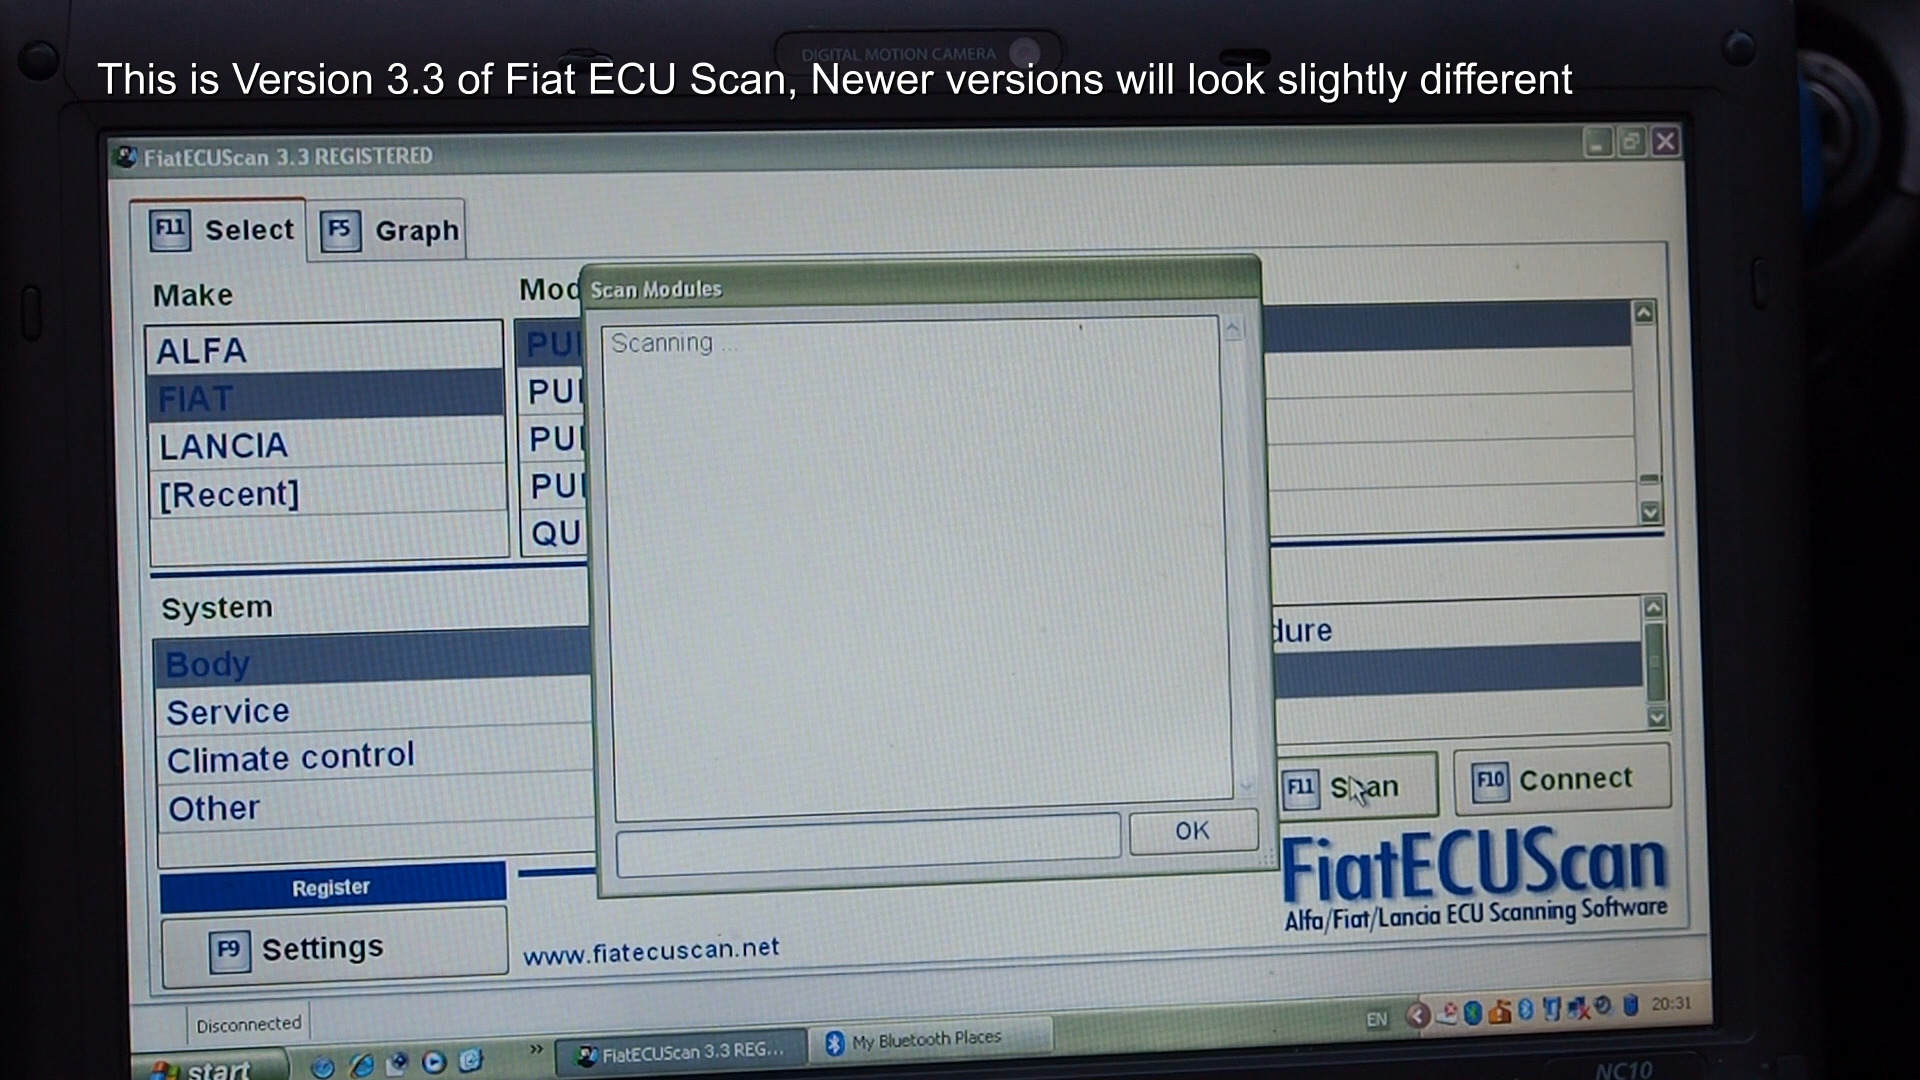 DIGITAL MOTION CAMERA
This is Version 3.3 of Fiat ECU Scan, Newer versions will look slightly different
FiatECUScan 3.3 REGISTERED
F11 Select
F5 Graph
Make
Mod
Scan Modules
ALFA
FIAT
LANCIA
[Recent]
PU
PU
PU
PU
QU
Scanning ...
System
Body
Service
Climate control
Other
dure
F11 Scan
F10 Connect
OK
Register
F9 Settings
www.fiatecuscan.net
FiatECUScan
Alfa/Fiat/Lancia ECU Scanning Software
Disconnected
EN
20:31
start
»
FiatECUScan 3.3 REG...
My Bluetooth Places
NC10